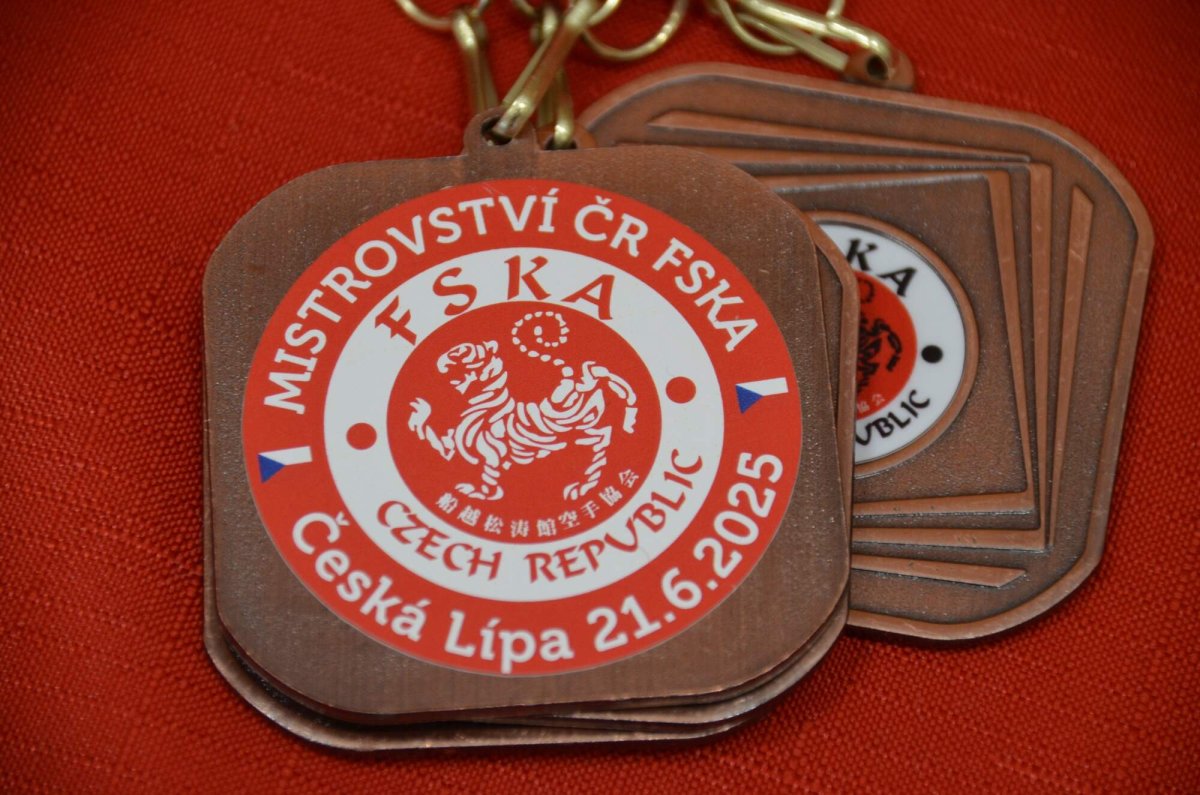 MISTROVSTVÍ ČR FSKA
FSKA
船越松涛館空手協会
CZECH REPUBLIC
Česká Lípa 21.6.2025
KA